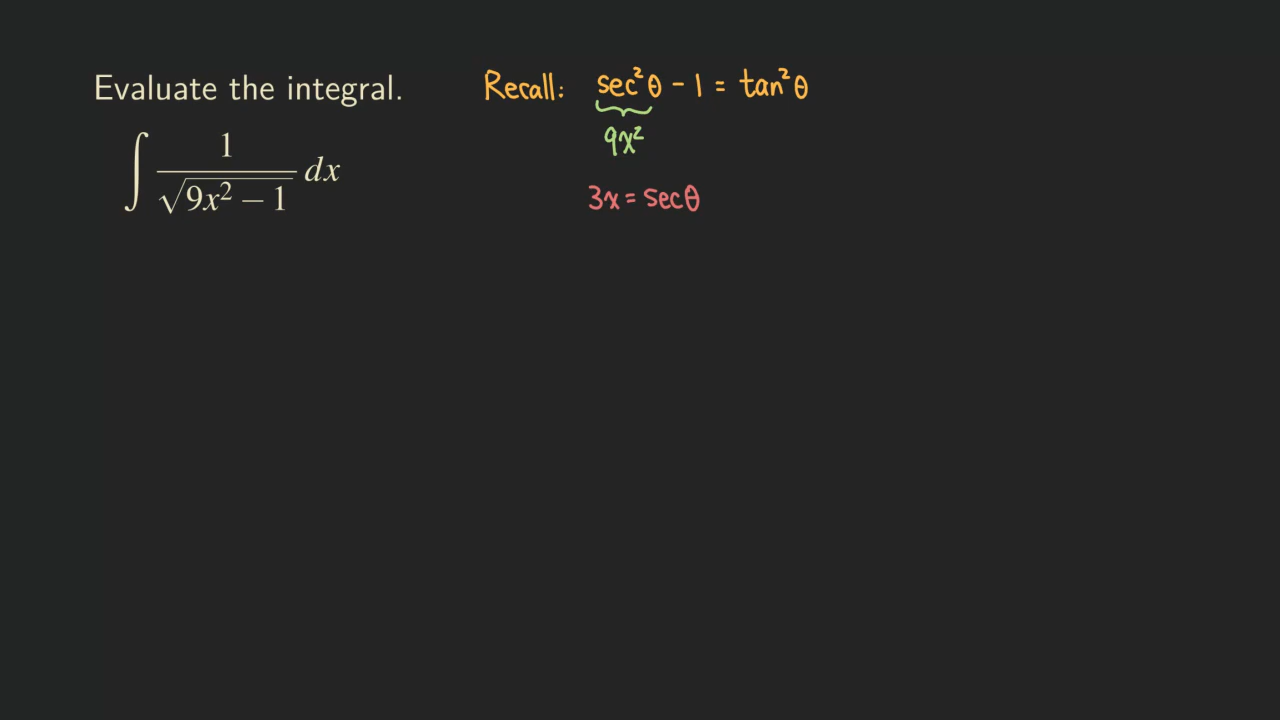 Evaluate the integral.
∫ 1/√(9x² − 1) dx
Recall: sec²θ − 1 = tan²θ
9x²
3x = secθ